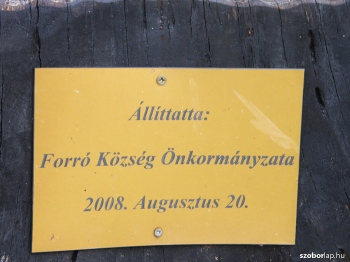 Állíttatta:
Forró Község Önkormányzata
2008. Augusztus 20.
szoborlap.hu